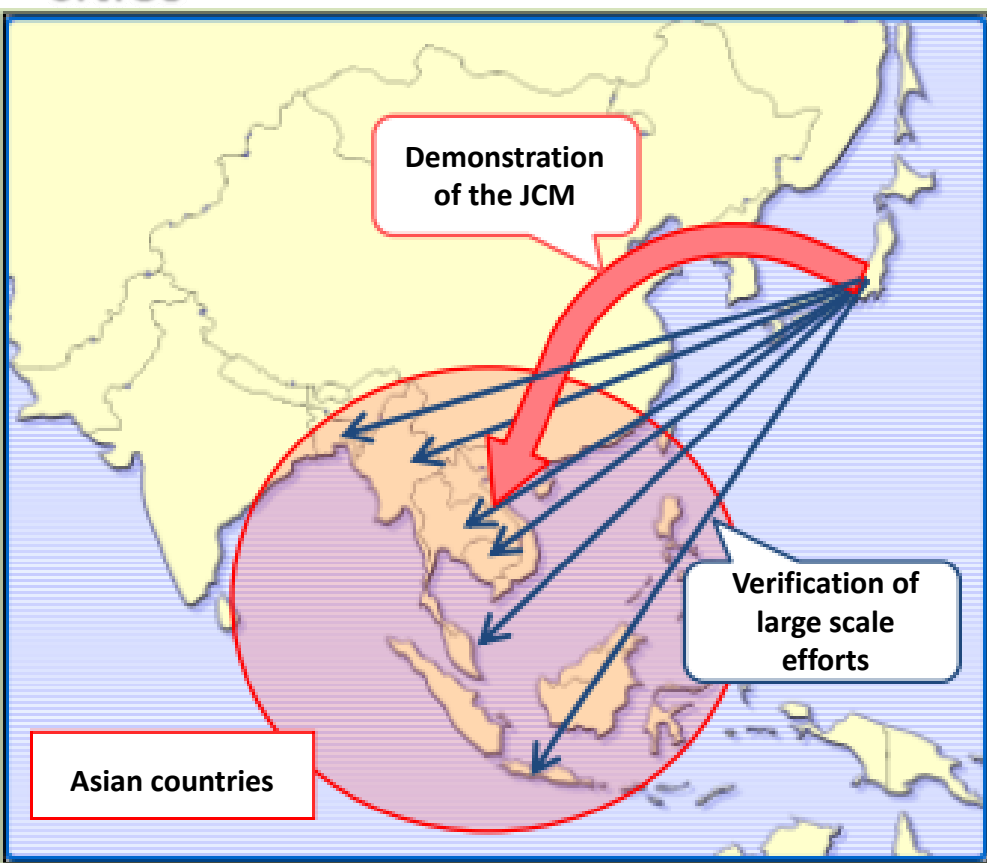 Demonstration
of the JCM
Verification of
large scale
efforts
Asian countries